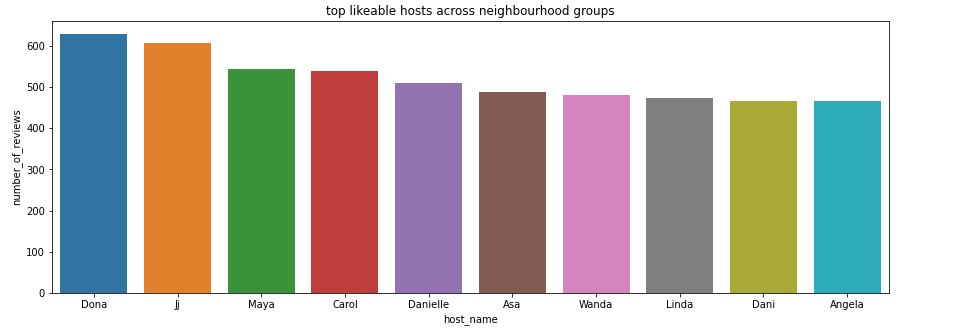 top likeable hosts across neighbourhood groups
number_of_reviews
600
500
400
300
200
100
0
Dona Jj Maya Carol Danielle Asa Wanda Linda Dani Angela
host_name